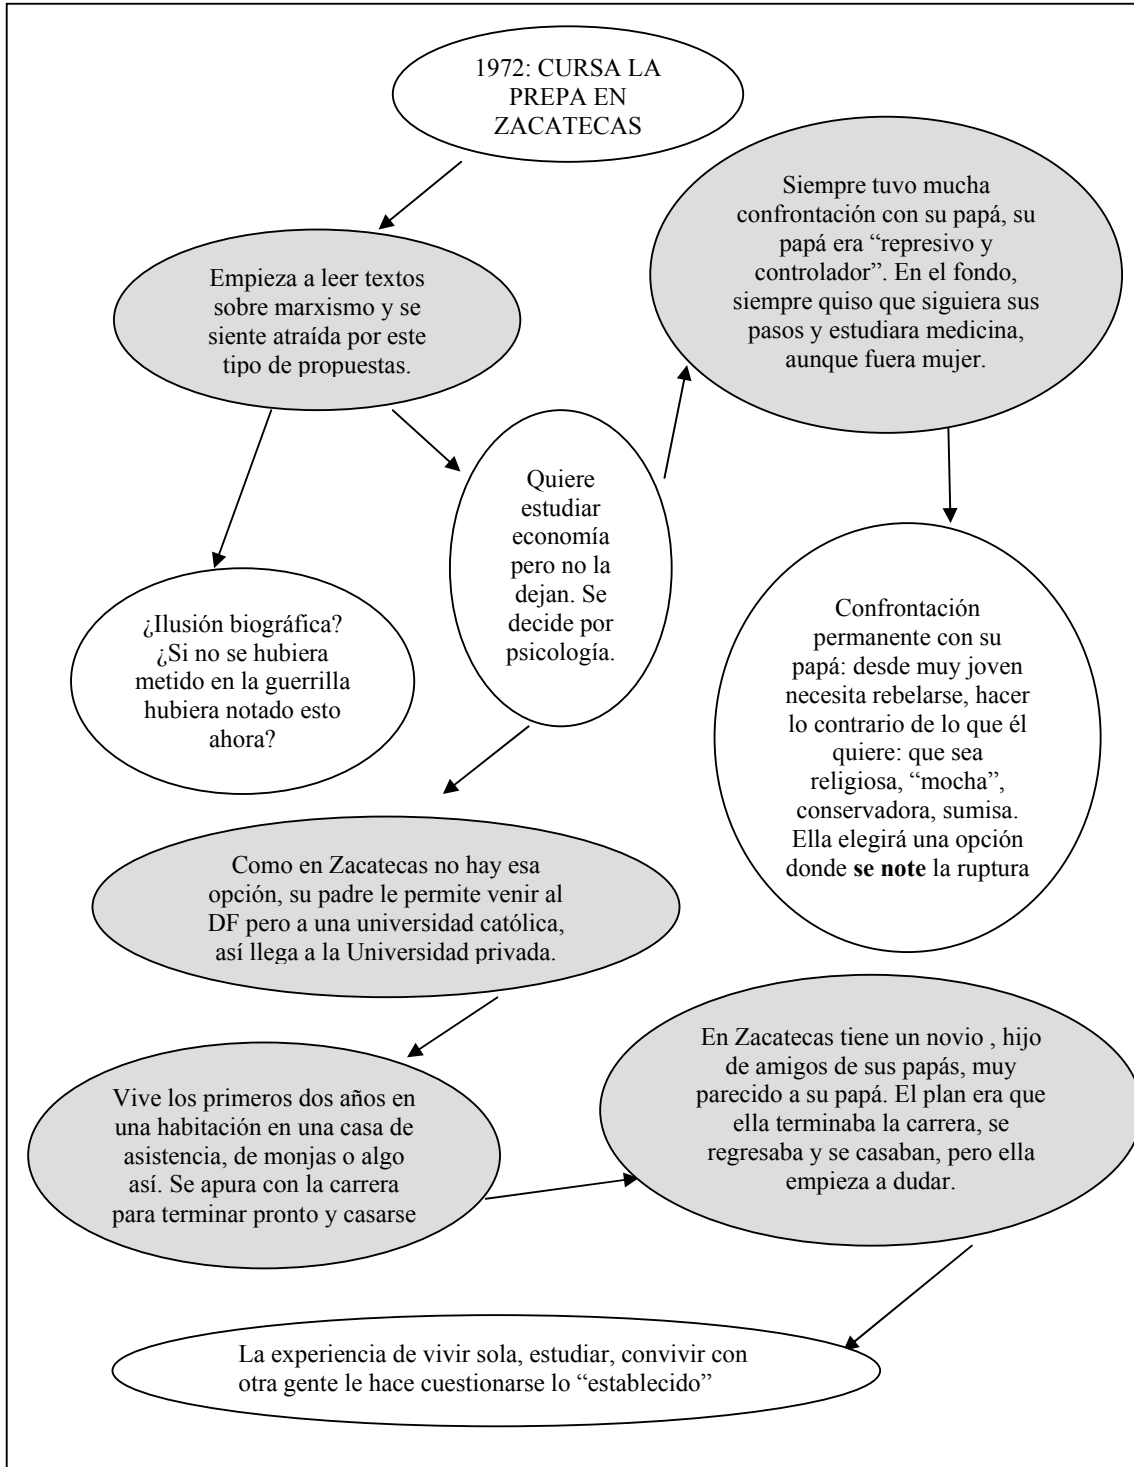 1972: CURSA LA
PREPA EN
ZACATECAS
Siempre tuvo mucha
confrontación con su papá, su
papá era “represivo y
controlador”. En el fondo,
siempre quiso que siguiera sus
pasos y estudiara medicina,
aunque fuera mujer.
Empieza a leer textos
sobre marxismo y se
siente atraída por este
tipo de propuestas.
Quiere
estudiar
economía
pero no la
dejan. Se
decide por
psicología.
¿Ilusión biográfica?
¿Si no se hubiera
metido en la guerrilla
hubiera notado esto
ahora?
Confrontación
permanente con su
papá: desde muy joven
necesita rebelarse, hacer
lo contrario de lo que él
quiere: que sea
religiosa, “mocha”,
conservadora, sumisa.
Ella elegirá una opción
donde se note la ruptura
Como en Zacatecas no hay esa
opción, su padre le permite venir al
DF pero a una universidad católica,
así llega a la Universidad privada.
En Zacatecas tiene un novio , hijo
de amigos de sus papás, muy
parecido a su papá. El plan era que
ella terminaba la carrera, se
regresaba y se casaban, pero ella
empieza a dudar.
Vive los primeros dos años en
una habitación en una casa de
asistencia, de monjas o algo
así. Se apura con la carrera
para terminar pronto y casarse
La experiencia de vivir sola, estudiar, convivir con
otra gente le hace cuestionarse lo “establecido”